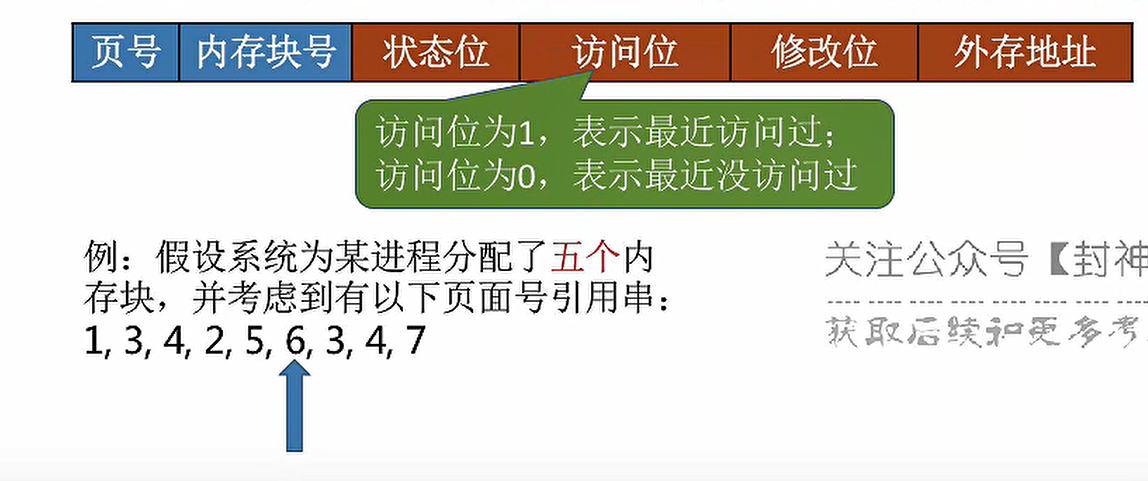 页号 内存块号 状态位 访问位 修改位 外存地址
访问位为1，表示最近访问过；
访问位为0，表示最近没访问过
例：假设系统为某进程分配了五个内
存块，并考虑到有以下页面号引用串：
1, 3, 4, 2, 5, 6, 3, 4, 7
关注公众号【封神
获取后续和更多考